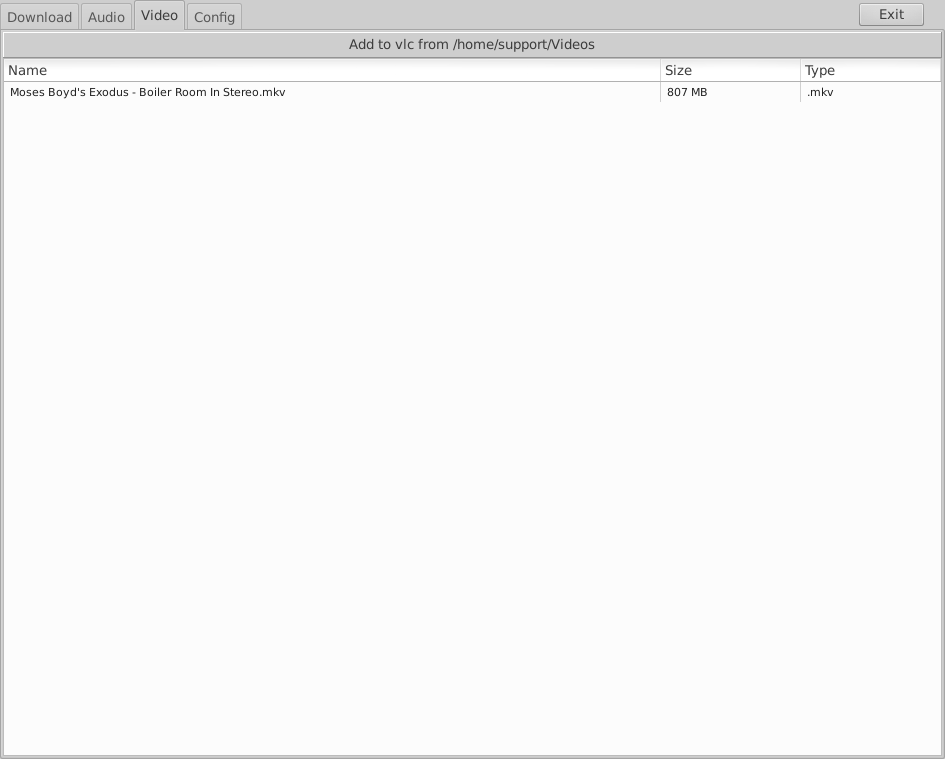 Download Audio Video Config Exit
Add to vlc from /home/support/Videos
Name Size Type
Moses Boyd's Exodus - Boiler Room In Stereo.mkv 807 MB .mkv